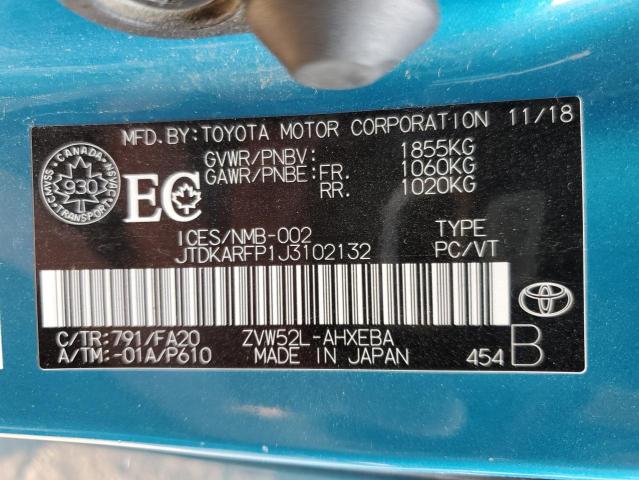 MFD. BY: TOYOTA MOTOR CORPORATION 11/18
GVWR/PNBV: 1855KG
GAWR/PNBE: FR. 1060KG
RR. 1020KG
CANADA
CMVSS NSVAC
930
TRANSPORT
EC
ICES/NMB-002
TYPE
JTDKARFP1J3102132
PC/VT
C/TR: 791/FA20 ZVW52L-AHXEBA
A/TM: -01A/P610 MADE IN JAPAN 454 B